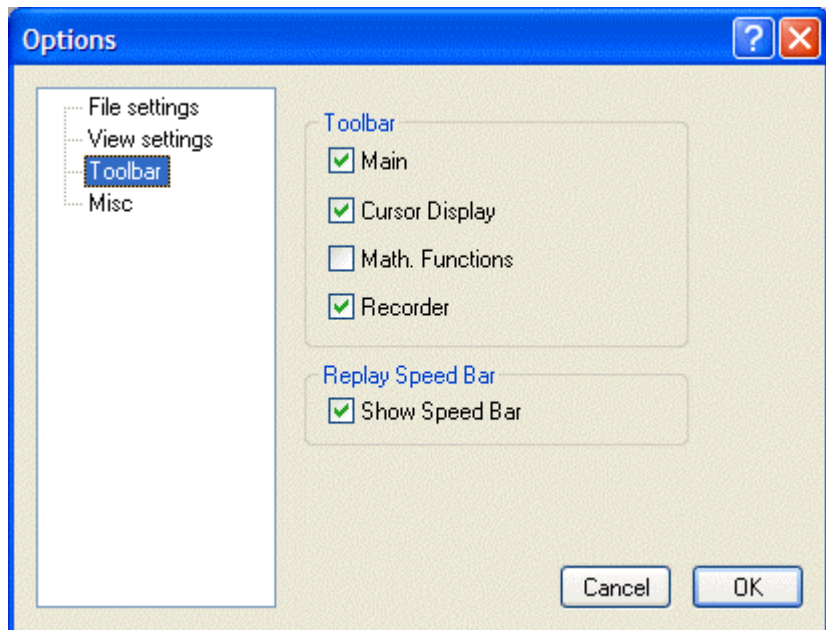 Options
File settings
View settings
Toolbar
Misc
Toolbar
Main
Cursor Display
Math. Functions
Recorder
Replay Speed Bar
Show Speed Bar
Cancel
OK